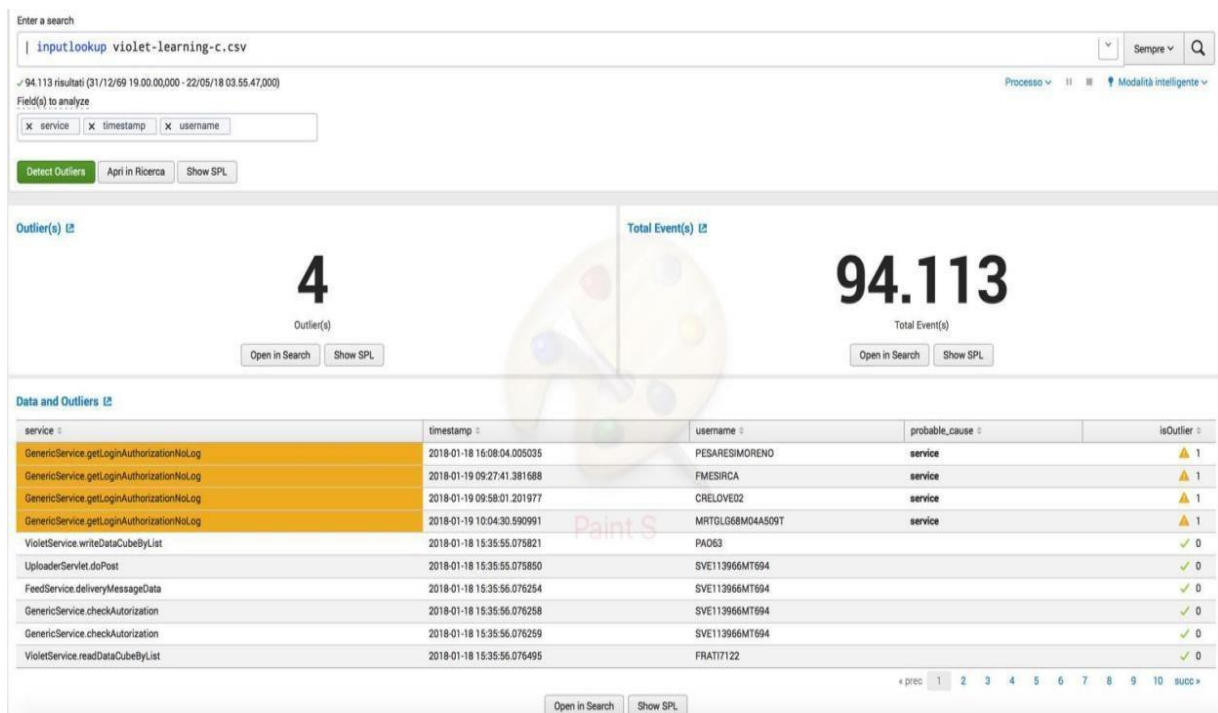 Enter a search
| inputlookup violet-learning-c.csv
Sempre
94.113 risultati (31/12/69 19.00.00,000 - 22/05/18 03.55.47,000)
Processo
Modalità intelligente
Field(s) to analyze
x service x timestamp x username
Detect Outliers Apri in Ricerca Show SPL
Outlier(s)
4
Outlier(s)
Open in Search Show SPL
Total Event(s)
94.113
Total Event(s)
Open in Search Show SPL
Data and Outliers
service timestamp username probable_cause isOutlier
GenericService.getLoginAuthorizationNoLog 2018-01-18 16:08:04.005035 PESARESIMORENO service 1
GenericService.getLoginAuthorizationNoLog 2018-01-19 09:27:41.381688 FMESIRCA service 1
GenericService.getLoginAuthorizationNoLog 2018-01-19 09:58:01.201977 CRELOVE02 service 1
GenericService.getLoginAuthorizationNoLog 2018-01-19 10:04:30.590991 MRTGLG68M04A509T service 1
VioletService.writeDataCubeByList 2018-01-18 15:35:55.075821 PAO63 0
UploaderServlet.doPost 2018-01-18 15:35:55.075850 SVE113966MT694 0
FeedService.deliveryMessageData 2018-01-18 15:35:56.076254 SVE113966MT694 0
GenericService.checkAutorization 2018-01-18 15:35:56.076258 SVE113966MT694 0
GenericService.checkAutorization 2018-01-18 15:35:56.076259 SVE113966MT694 0
VioletService.readDataCubeByList 2018-01-18 15:35:56.076495 FRATI7122 0
Paint S
« prec 1 2 3 4 5 6 7 8 9 10 succ »
Open in Search Show SPL